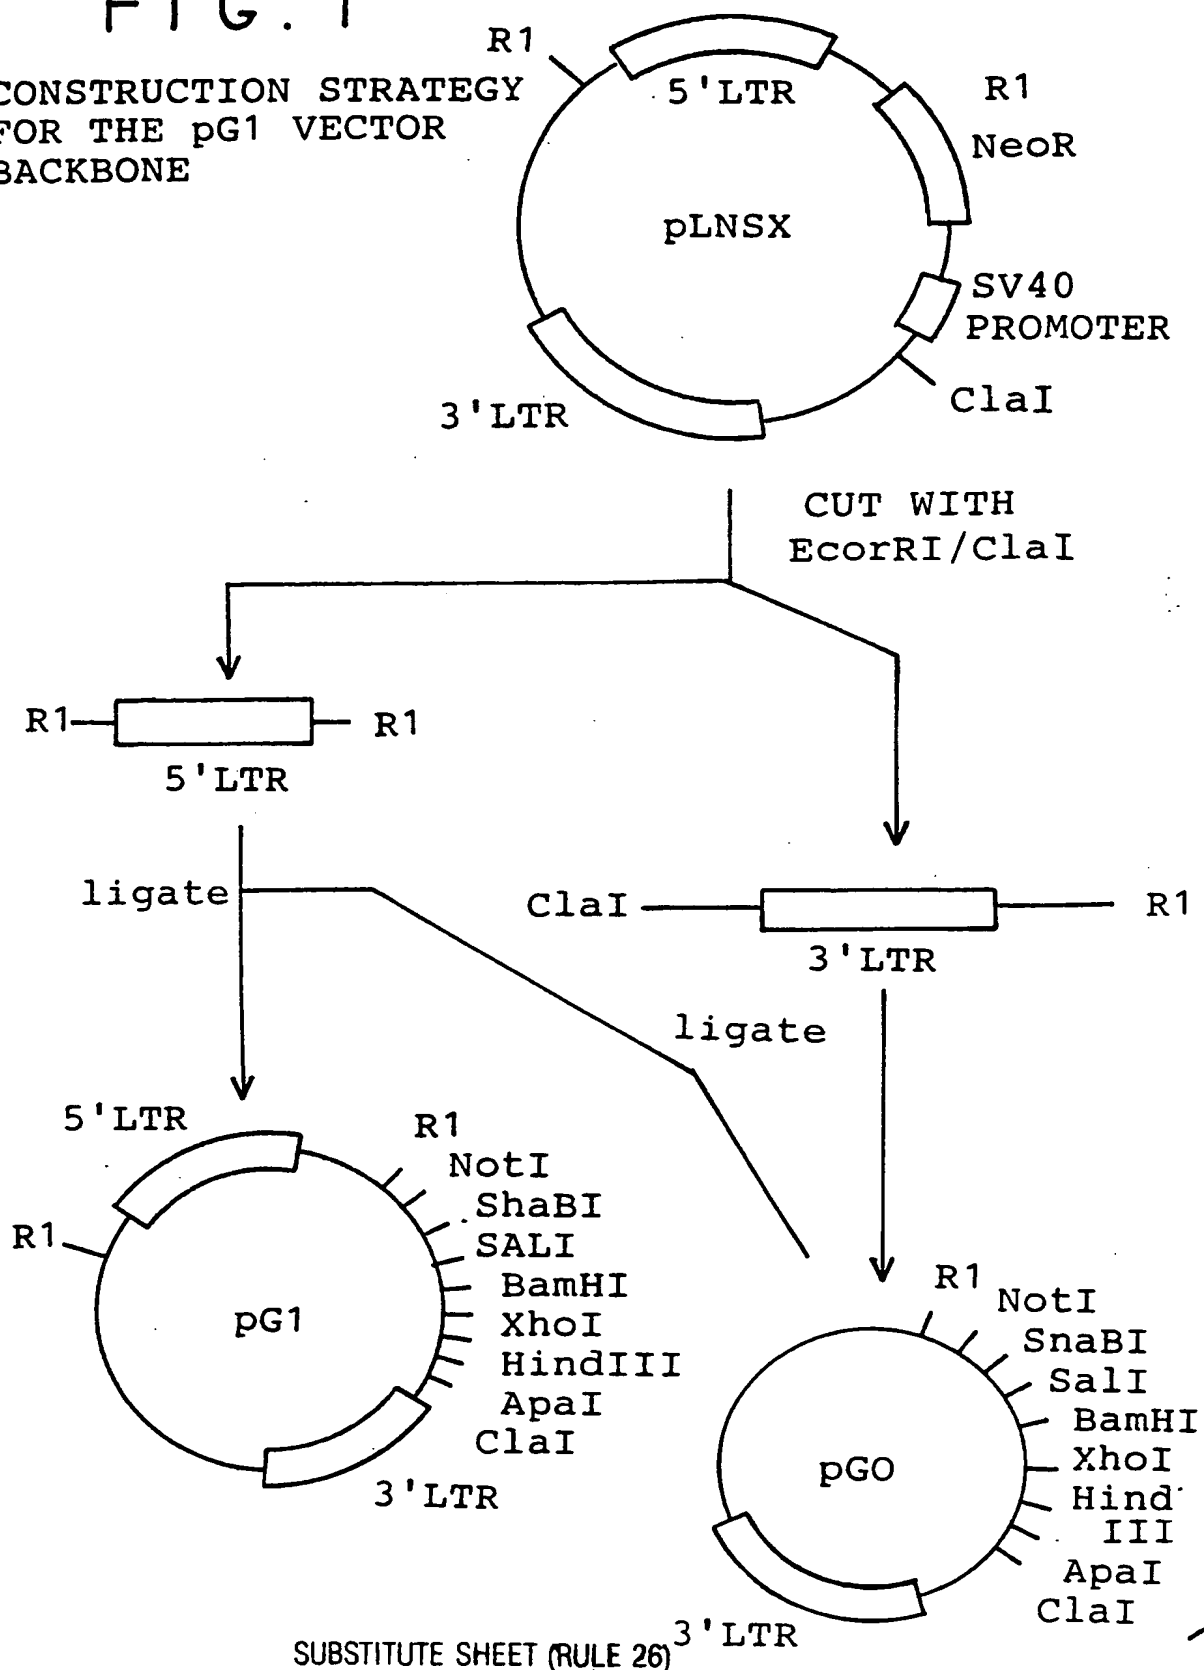 FIG. 1
CONSTRUCTION STRATEGY
FOR THE pG1 VECTOR
BACKBONE
R1
5'LTR
R1
NeoR
pLNSX
SV40
PROMOTER
ClaI
3'LTR
CUT WITH
EcorRI/ClaI
R1
R1
5'LTR
ligate
ClaI
R1
3'LTR
ligate
5'LTR
R1
NotI
ShaBI
SALI
BamHI
XhoI
HindIII
ApaI
ClaI
R1
pG1
3'LTR
R1
NotI
SnaBI
SalI
BamHI
XhoI
Hind
III
ApaI
ClaI
pGO
3'LTR
SUBSTITUTE SHEET (RULE 26)